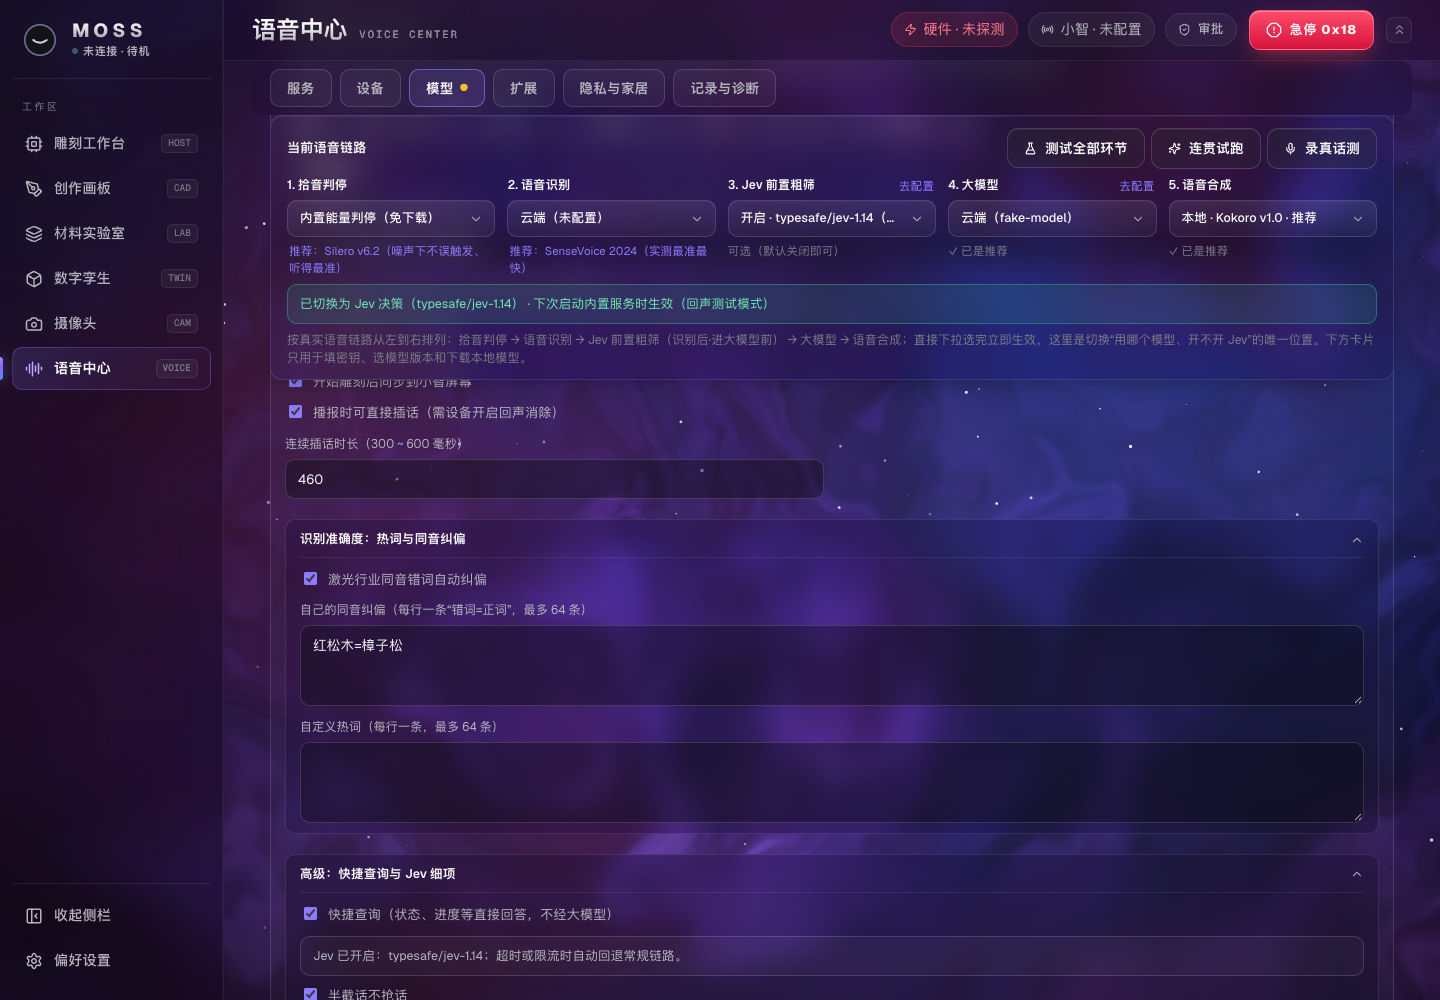 MOSS
未连接 · 待机
工作区
雕刻工作台 HOST
创作画板 CAD
材料实验室 LAB
数字孪生 TWIN
摄像头 CAM
语音中心 VOICE
收起侧栏
偏好设置
语音中心 VOICE CENTER
硬件 · 未探测
小智 · 未配置
审批
急停 0x18
服务
设备
模型
扩展
隐私与家居
记录与诊断
当前语音链路
测试全部环节
连贯试跑
录真话测
1. 拾音判停
内置能量判停（免下载）
推荐：Silero v6.2（噪声下不误触发、
听得最准）
2. 语音识别
云端（未配置）
推荐：SenseVoice 2024（实测最准最
快）
3. Jev 前置粗筛 去配置
开启 · typesafe/jev-1.14（...
可选（默认关闭即可）
4. 大模型 去配置
云端（fake-model）
✓ 已是推荐
5. 语音合成
本地 · Kokoro v1.0 · 推荐
✓ 已是推荐
已切换为 Jev 决策（typesafe/jev-1.14） · 下次启动内置服务时生效（回声测试模式）
按真实语音链路从左到右排列：拾音判停 → 语音识别 → Jev 前置粗筛（识别后·进大模型前） → 大模型 → 语音合成；直接下拉选完立即生效，这里是切换“用哪个模型、开不开 Jev”的唯一位置。下方卡片
只用于填密钥、选模型版本和下载本地模型。
开始雕刻后同步到小智屏幕
播报时可直接插话（需设备开启回声消除）
连续插话时长（300 ~ 600 毫秒）
460
识别准确度：热词与同音纠偏
激光行业同音错词自动纠偏
自己的同音纠偏（每行一条“错词=正词”，最多 64 条）
红松木=樟子松
自定义热词（每行一条，最多 64 条）
高级：快捷查询与 Jev 细项
快捷查询（状态、进度等直接回答，不经大模型）
Jev 已开启：typesafe/jev-1.14；超时或限流时自动回退常规链路。
半截话不抢话